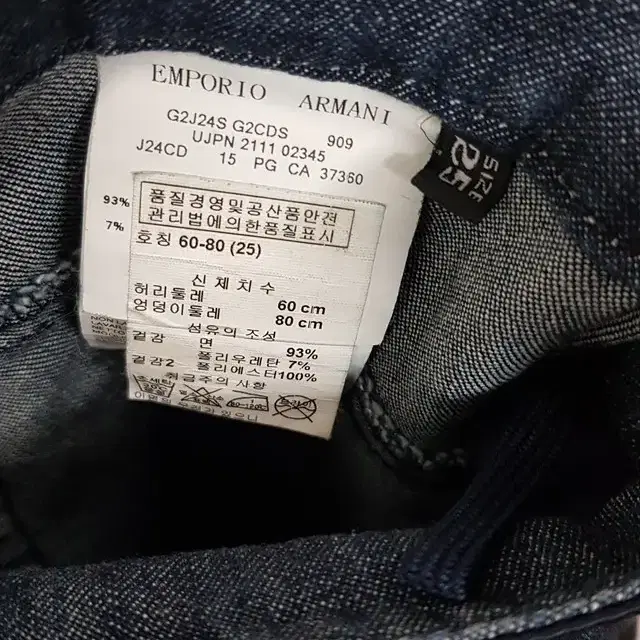 EMPORIO ARMANI
G2J24S G2CDS 909
UJPN 2111 02345
J24CD 15 PG CA 37360
SIZE
25
93%
7%
품질경영및공산품안전
관리법에의한품질표시
호칭 60-80 (25)
신체치수
허리둘레 60 cm
엉덩이둘레 80 cm
섬유의 조성
겉감 면 93%
폴리우레탄 7%
겉감2 폴리에스터100%
취급주의 사항